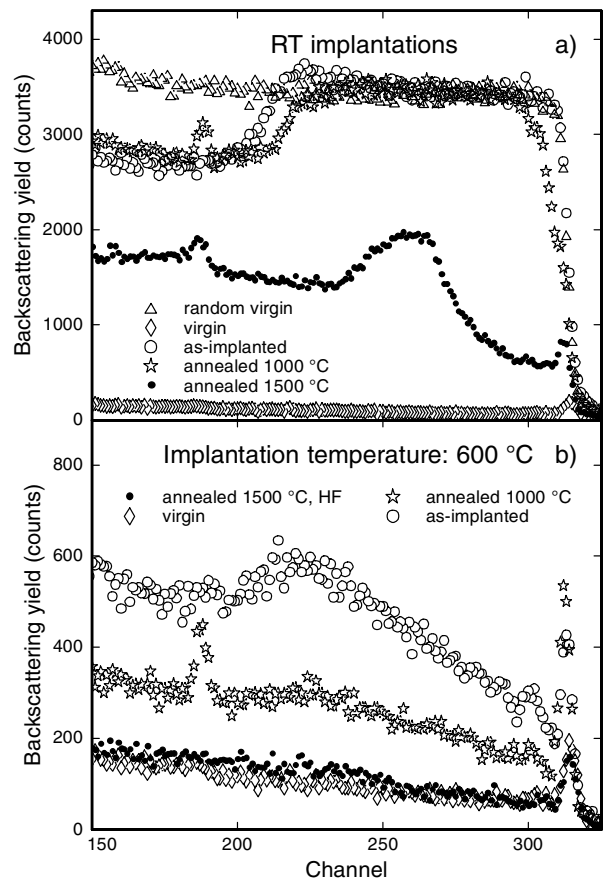 4000
RT implantations a)
3000
2000
1000
0
Backscattering yield (counts)
random virgin
virgin
as-implanted
annealed 1000 °C
annealed 1500 °C
800
Implantation temperature: 600 °C b)
annealed 1500 °C, HF annealed 1000 °C
virgin as-implanted
600
400
200
0
Backscattering yield (counts)
150 200 250 300
Channel